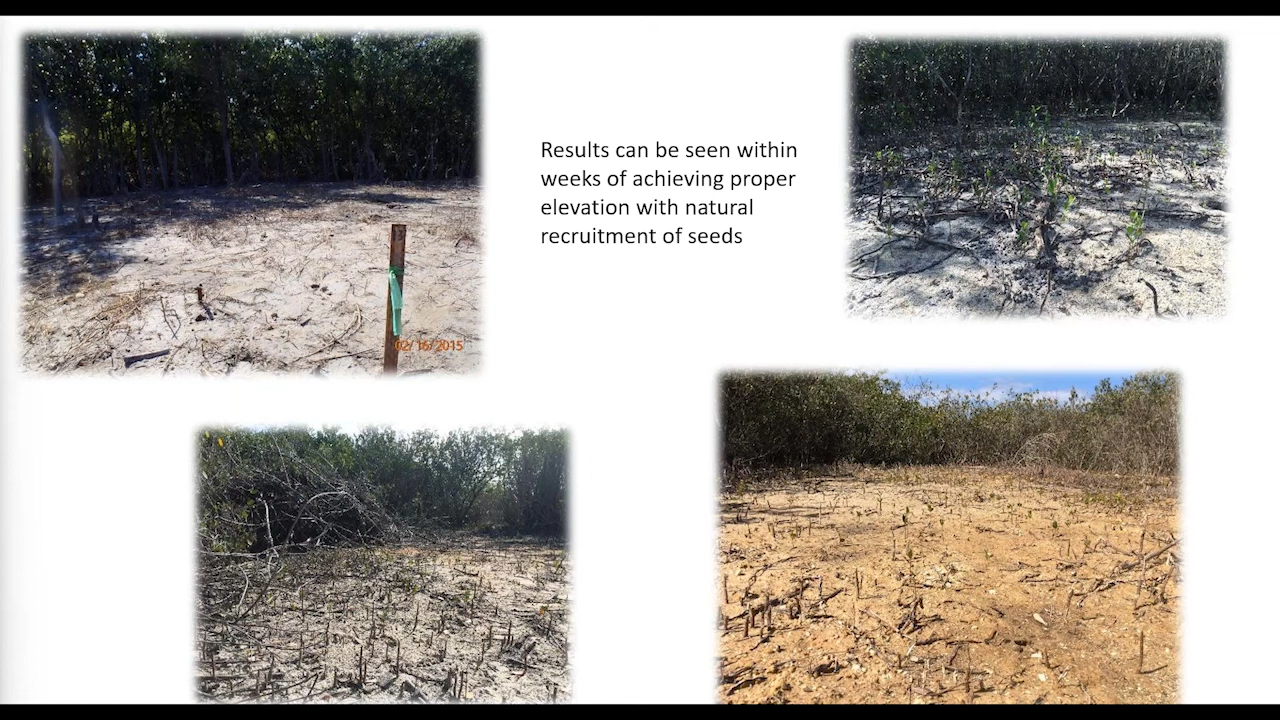 Results can be seen within
weeks of achieving proper
elevation with natural
recruitment of seeds
02/16/2015